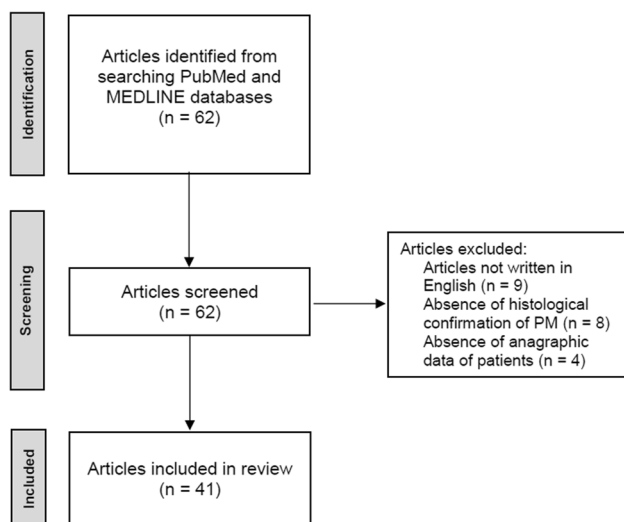 Identification
Articles identified from
searching PubMed and
MEDLINE databases
(n = 62)
Screening
Articles screened
(n = 62)
Articles excluded:
Articles not written in
English (n = 9)
Absence of histological
confirmation of PM (n = 8)
Absence of anagraphic
data of patients (n = 4)
Included
Articles included in review
(n = 41)